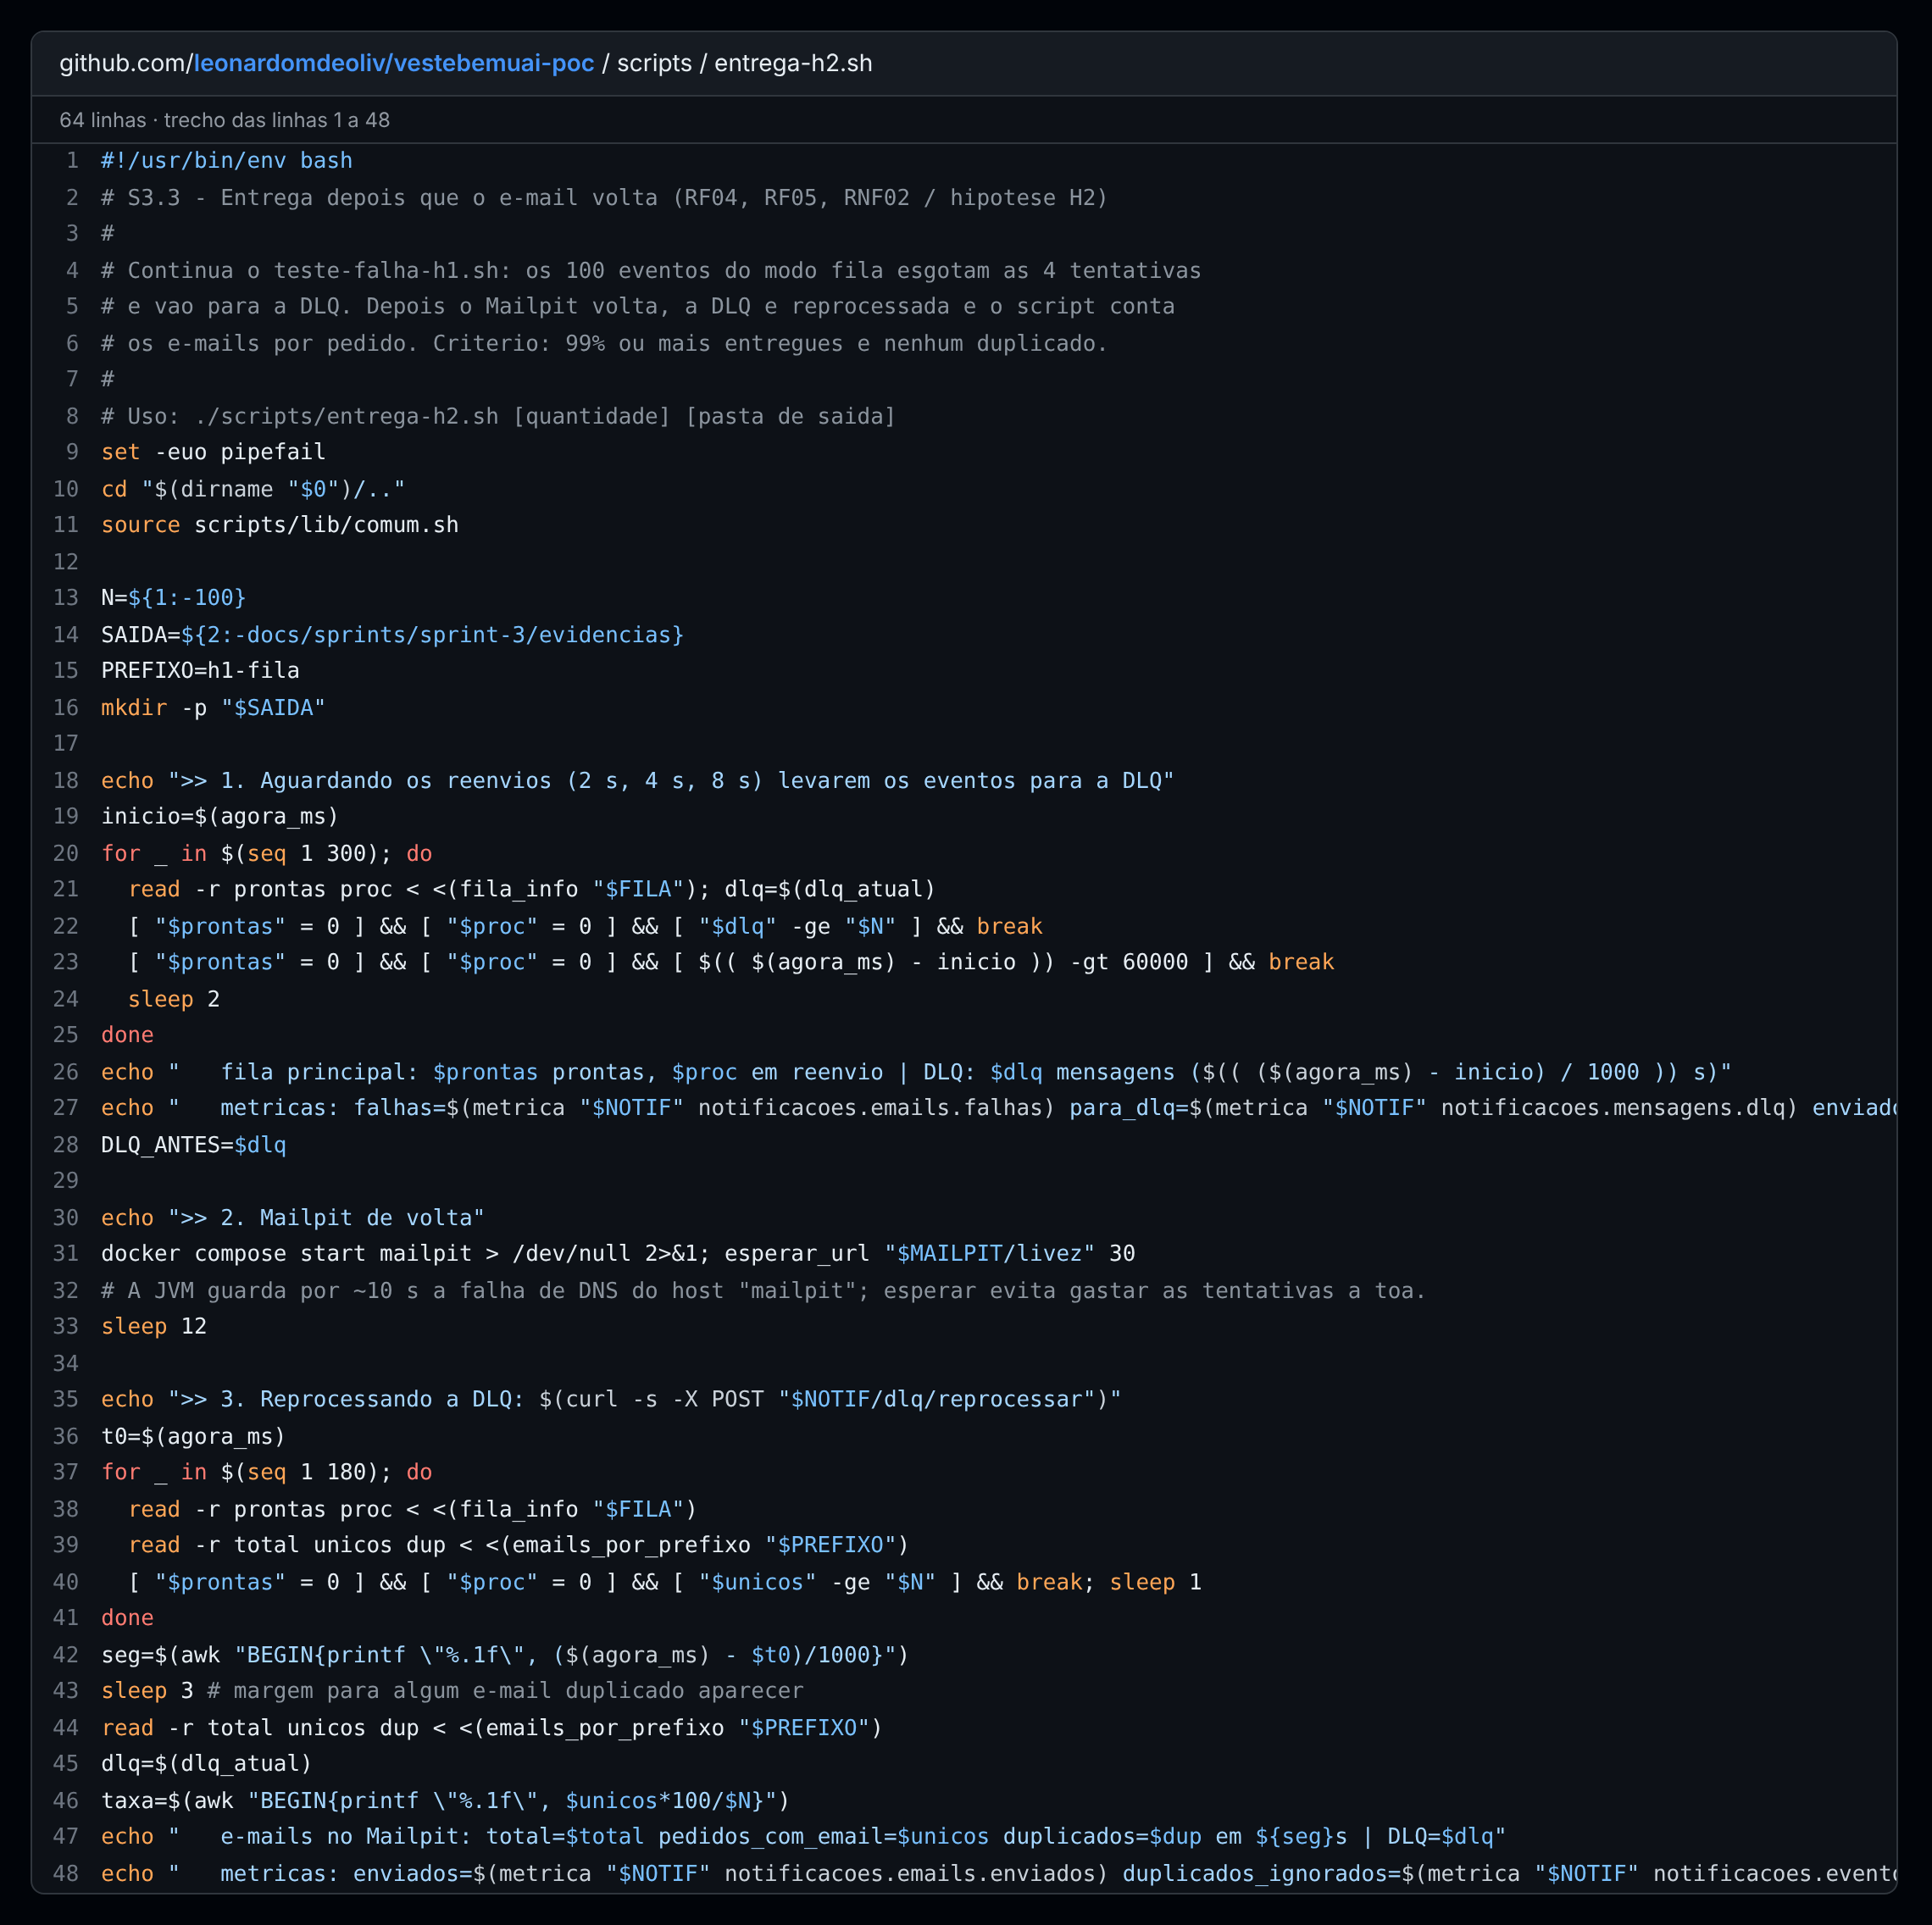 github.com/leonardomdeoliv/vestebemuai-poc / scripts / entrega-h2.sh
64 linhas · trecho das linhas 1 a 48
1 #!/usr/bin/env bash
2 # S3.3 - Entrega depois que o e-mail volta (RF04, RF05, RNF02 / hipotese H2)
3 #
4 # Continua o teste-falha-h1.sh: os 100 eventos do modo fila esgotam as 4 tentativas
5 # e vao para a DLQ. Depois o Mailpit volta, a DLQ e reprocessada e o script conta
6 # os e-mails por pedido. Criterio: 99% ou mais entregues e nenhum duplicado.
7 #
8 # Uso: ./scripts/entrega-h2.sh [quantidade] [pasta de saida]
9 set -euo pipefail
10 cd "$(dirname "$0")/.."
11 source scripts/lib/comum.sh
12
13 N=${1:-100}
14 SAIDA=${2:-docs/sprints/sprint-3/evidencias}
15 PREFIXO=h1-fila
16 mkdir -p "$SAIDA"
17
18 echo ">> 1. Aguardando os reenvios (2 s, 4 s, 8 s) levarem os eventos para a DLQ"
19 inicio=$(agora_ms)
20 for _ in $(seq 1 300); do
21   read -r prontas proc < <(fila_info "$FILA"); dlq=$(dlq_atual)
22   [ "$prontas" = 0 ] && [ "$proc" = 0 ] && [ "$dlq" -ge "$N" ] && break
23   [ "$prontas" = 0 ] && [ "$proc" = 0 ] && [ $(( $(agora_ms) - inicio )) -gt 60000 ] && break
24   sleep 2
25 done
26 echo "   fila principal: $prontas prontas, $proc em reenvio | DLQ: $dlq mensagens ($(( ($(agora_ms) - inicio) / 1000 )) s)"
27 echo "   metricas: falhas=$(metrica "$NOTIF" notificacoes.emails.falhas) para_dlq=$(metrica "$NOTIF" notificacoes.mensagens.dlq) enviado
28 DLQ_ANTES=$dlq
29
30 echo ">> 2. Mailpit de volta"
31 docker compose start mailpit > /dev/null 2>&1; esperar_url "$MAILPIT/livez" 30
32 # A JVM guarda por ~10 s a falha de DNS do host "mailpit"; esperar evita gastar as tentativas a toa.
33 sleep 12
34
35 echo ">> 3. Reprocessando a DLQ: $(curl -s -X POST "$NOTIF/dlq/reprocessar")"
36 t0=$(agora_ms)
37 for _ in $(seq 1 180); do
38   read -r prontas proc < <(fila_info "$FILA")
39   read -r total unicos dup < <(emails_por_prefixo "$PREFIXO")
40   [ "$prontas" = 0 ] && [ "$proc" = 0 ] && [ "$unicos" -ge "$N" ] && break; sleep 1
41 done
42 seg=$(awk "BEGIN{printf \"%.1f\", ($(agora_ms) - $t0)/1000}")
43 sleep 3 # margem para algum e-mail duplicado aparecer
44 read -r total unicos dup < <(emails_por_prefixo "$PREFIXO")
45 dlq=$(dlq_atual)
46 taxa=$(awk "BEGIN{printf \"%.1f\", $unicos*100/$N}")
47 echo "   e-mails no Mailpit: total=$total pedidos_com_email=$unicos duplicados=$dup em ${seg}s | DLQ=$dlq"
48 echo "   metricas: enviados=$(metrica "$NOTIF" notificacoes.emails.enviados) duplicados_ignorados=$(metrica "$NOTIF" notificacoes.evento